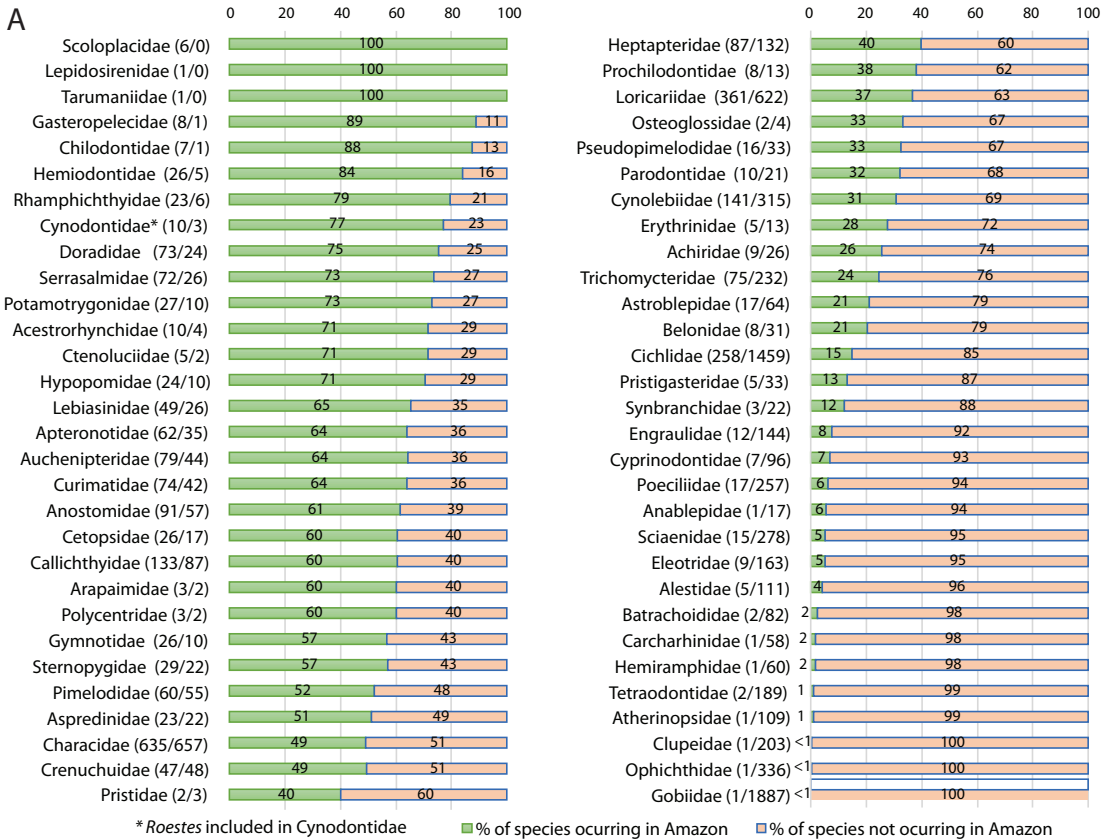 A
0 20 40 60 80 100
Scoloplacidae (6/0) 100
Lepidosirenidae (1/0) 100
Tarumaniidae (1/0) 100
Gasteropelecidae (8/1) 89 11
Chilodontidae (7/1) 88 13
Hemiodontidae (26/5) 84 16
Rhamphichthyidae (23/6) 79 21
Cynodontidae* (10/3) 77 23
Doradidae (73/24) 75 25
Serrasalmidae (72/26) 73 27
Potamotrygonidae (27/10) 73 27
Acestrorhynchidae (10/4) 71 29
Ctenoluciidae (5/2) 71 29
Hypopomidae (24/10) 71 29
Lebiasinidae (49/26) 65 35
Apteronotidae (62/35) 64 36
Auchenipteridae (79/44) 64 36
Curimatidae (74/42) 64 36
Anostomidae (91/57) 61 39
Cetopsidae (26/17) 60 40
Callichthyidae (133/87) 60 40
Arapaimidae (3/2) 60 40
Polycentridae (3/2) 60 40
Gymnotidae (26/10) 57 43
Sternopygidae (29/22) 57 43
Pimelodidae (60/55) 52 48
Aspredinidae (23/22) 51 49
Characidae (635/657) 49 51
Crenuchuidae (47/48) 49 51
Pristidae (2/3) 40 60
0 20 40 60 80 100
Heptapteridae (87/132) 40 60
Prochilodontidae (8/13) 38 62
Loricariidae (361/622) 37 63
Osteoglossidae (2/4) 33 67
Pseudopimelodidae (16/33) 33 67
Parodontidae (10/21) 32 68
Cynolebiidae (141/315) 31 69
Erythrinidae (5/13) 28 72
Achiridae (9/26) 26 74
Trichomycteridae (75/232) 24 76
Astroblepidae (17/64) 21 79
Belonidae (8/31) 21 79
Cichlidae (258/1459) 15 85
Pristigasteridae (5/33) 13 87
Synbranchidae (3/22) 12 88
Engraulidae (12/144) 8 92
Cyprinodontidae (7/96) 7 93
Poeciliidae (17/257) 6 94
Anablepidae (1/17) 6 94
Sciaenidae (15/278) 5 95
Eleotridae (9/163) 5 95
Alestidae (5/111) 4 96
Batrachoididae (2/82) 2 98
Carcharhinidae (1/58) 2 98
Hemiramphidae (1/60) 2 98
Tetraodontidae (2/189) 1 99
Atherinopsidae (1/109) 1 99
Clupeidae (1/203) <1 100
Ophichthidae (1/336) <1 100
Gobiidae (1/1887) <1 100
* Roestes included in Cynodontidae
% of species ocurring in Amazon
% of species not ocurring in Amazon